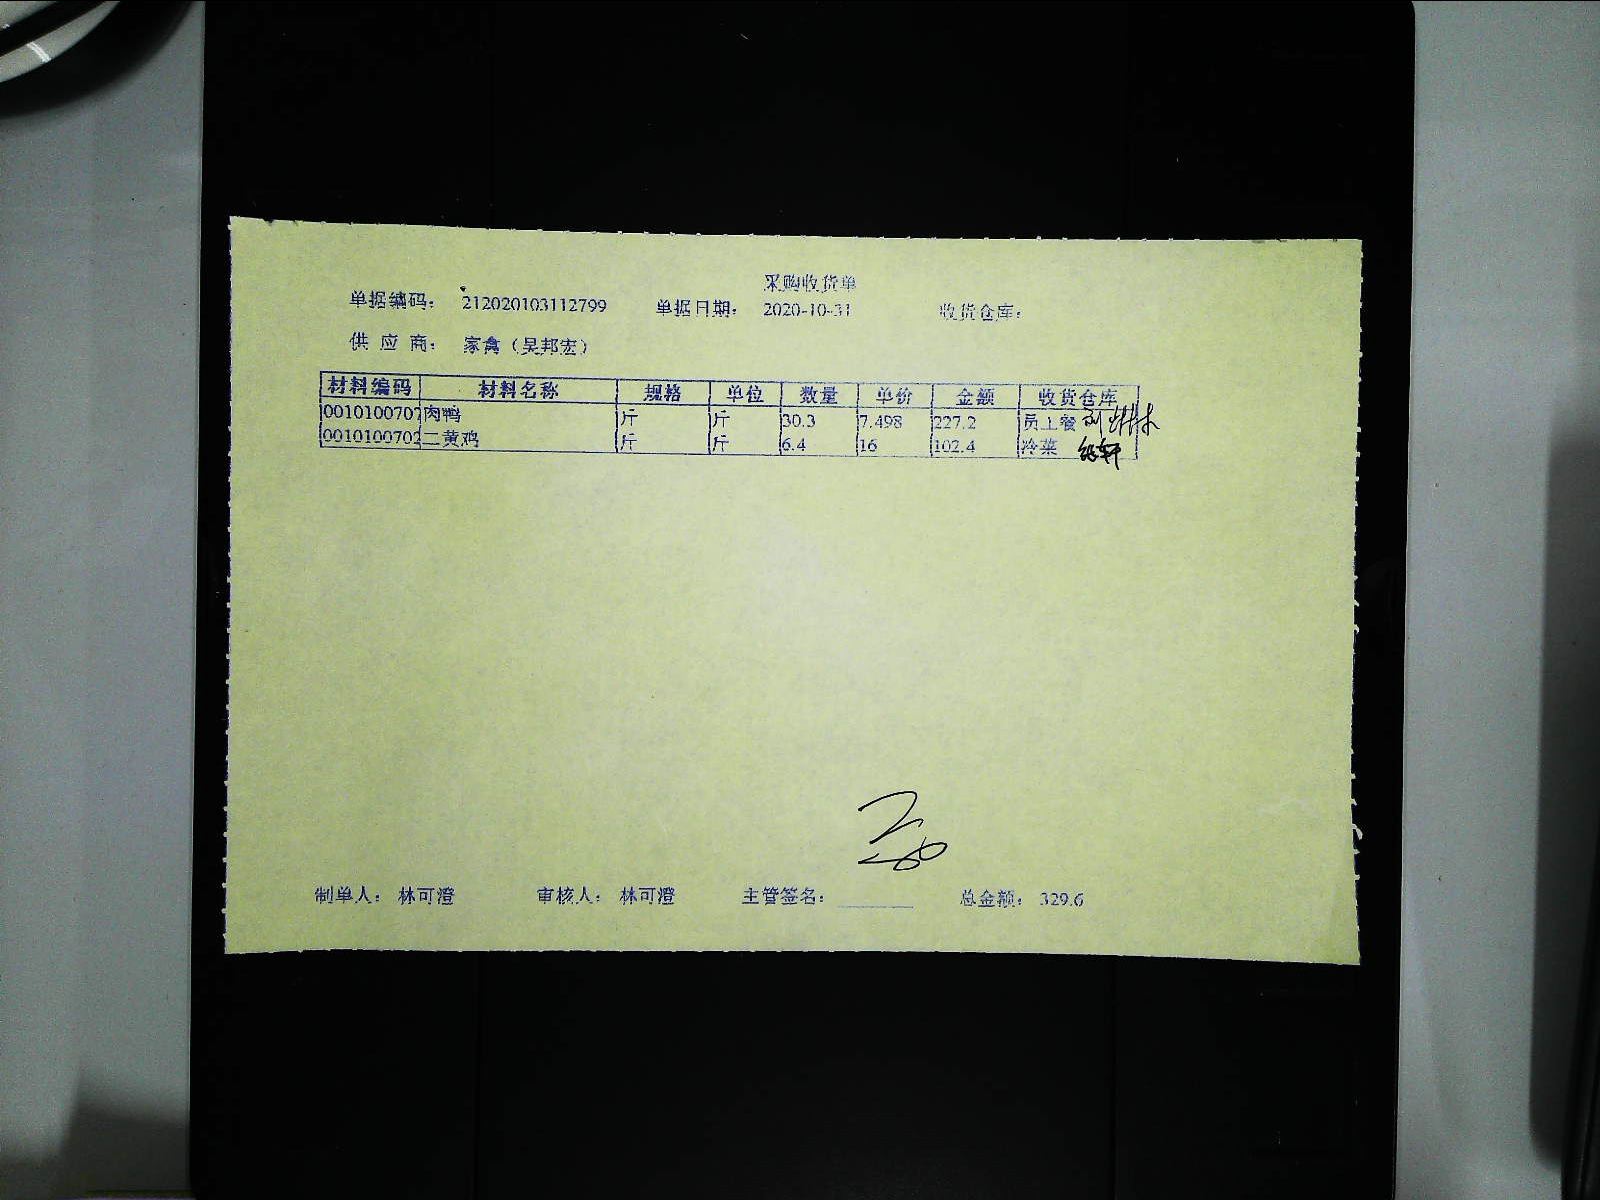 采购收货单
单据编码： 212020103112799 单据日期： 2020-10-31 收货仓库：
供 应 商： 家禽（吴邦宏）
材料编码 材料名称 规格 单位 数量 单价 金额 收货仓库
0010100707 肉鸭 斤 斤 30.3 7.498 227.2 员工餐
0010100702 二黄鸡 斤 斤 6.4 16 102.4 冷菜
制单人： 林可澄 审核人： 林可澄 主管签名： 总金额： 329.6